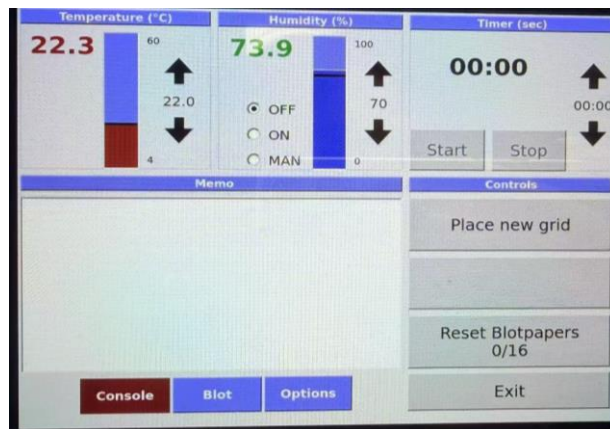 Temperature (°C)
22.3
60
22.0
4
Humidity (%)
73.9
100
OFF
ON
MAN
70
0
Timer (sec)
00:00
00:00
Start
Stop
Memo
Controls
Place new grid
Reset Blotpapers
0/16
Exit
Console
Blot
Options